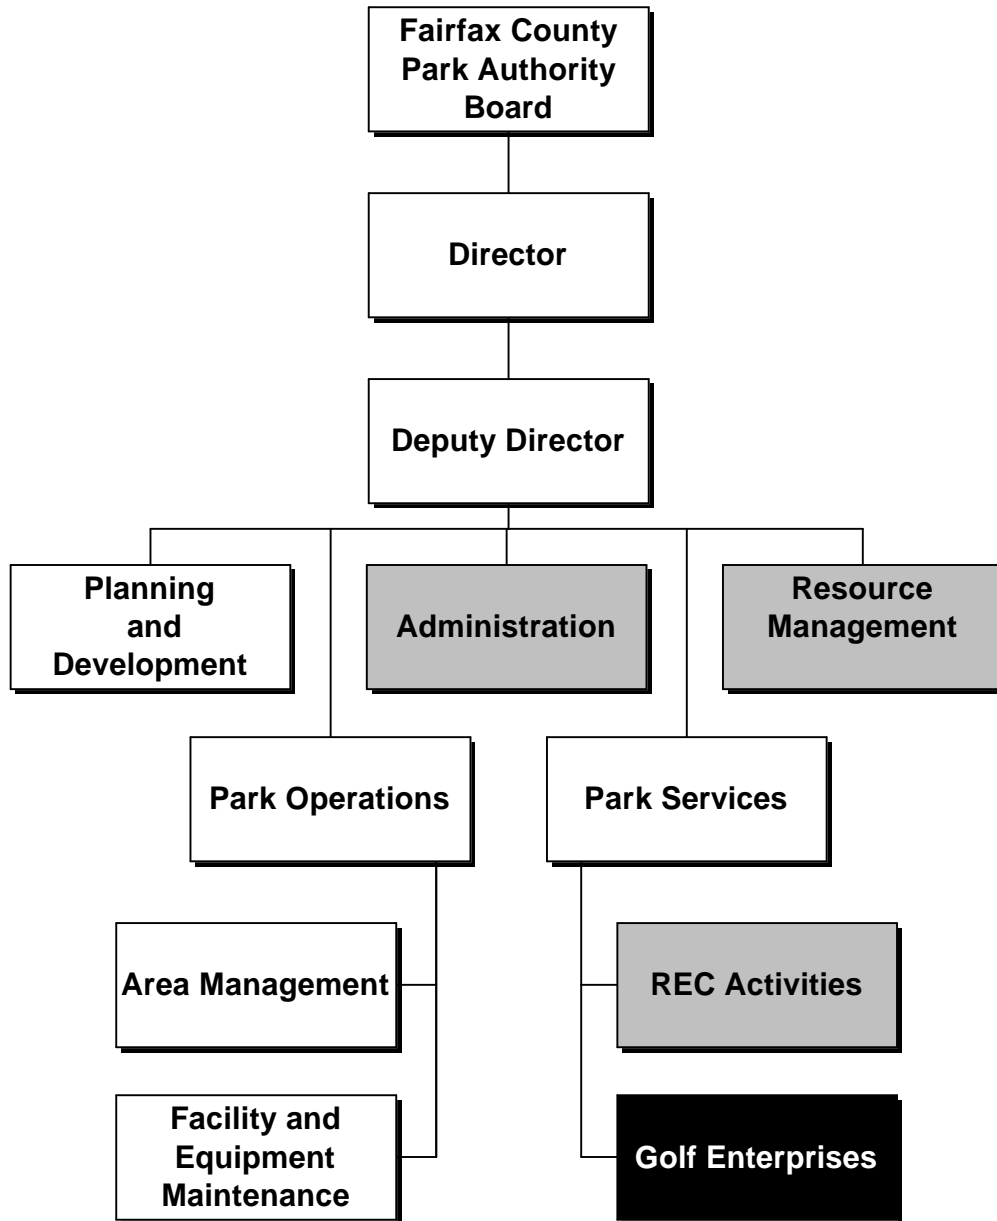 Fairfax County
Park Authority
Board
Director
Deputy Director
Planning
and
Development
Administration
Resource
Management
Park Operations
Park Services
Area Management
REC Activities
Facility and
Equipment
Maintenance
Golf Enterprises